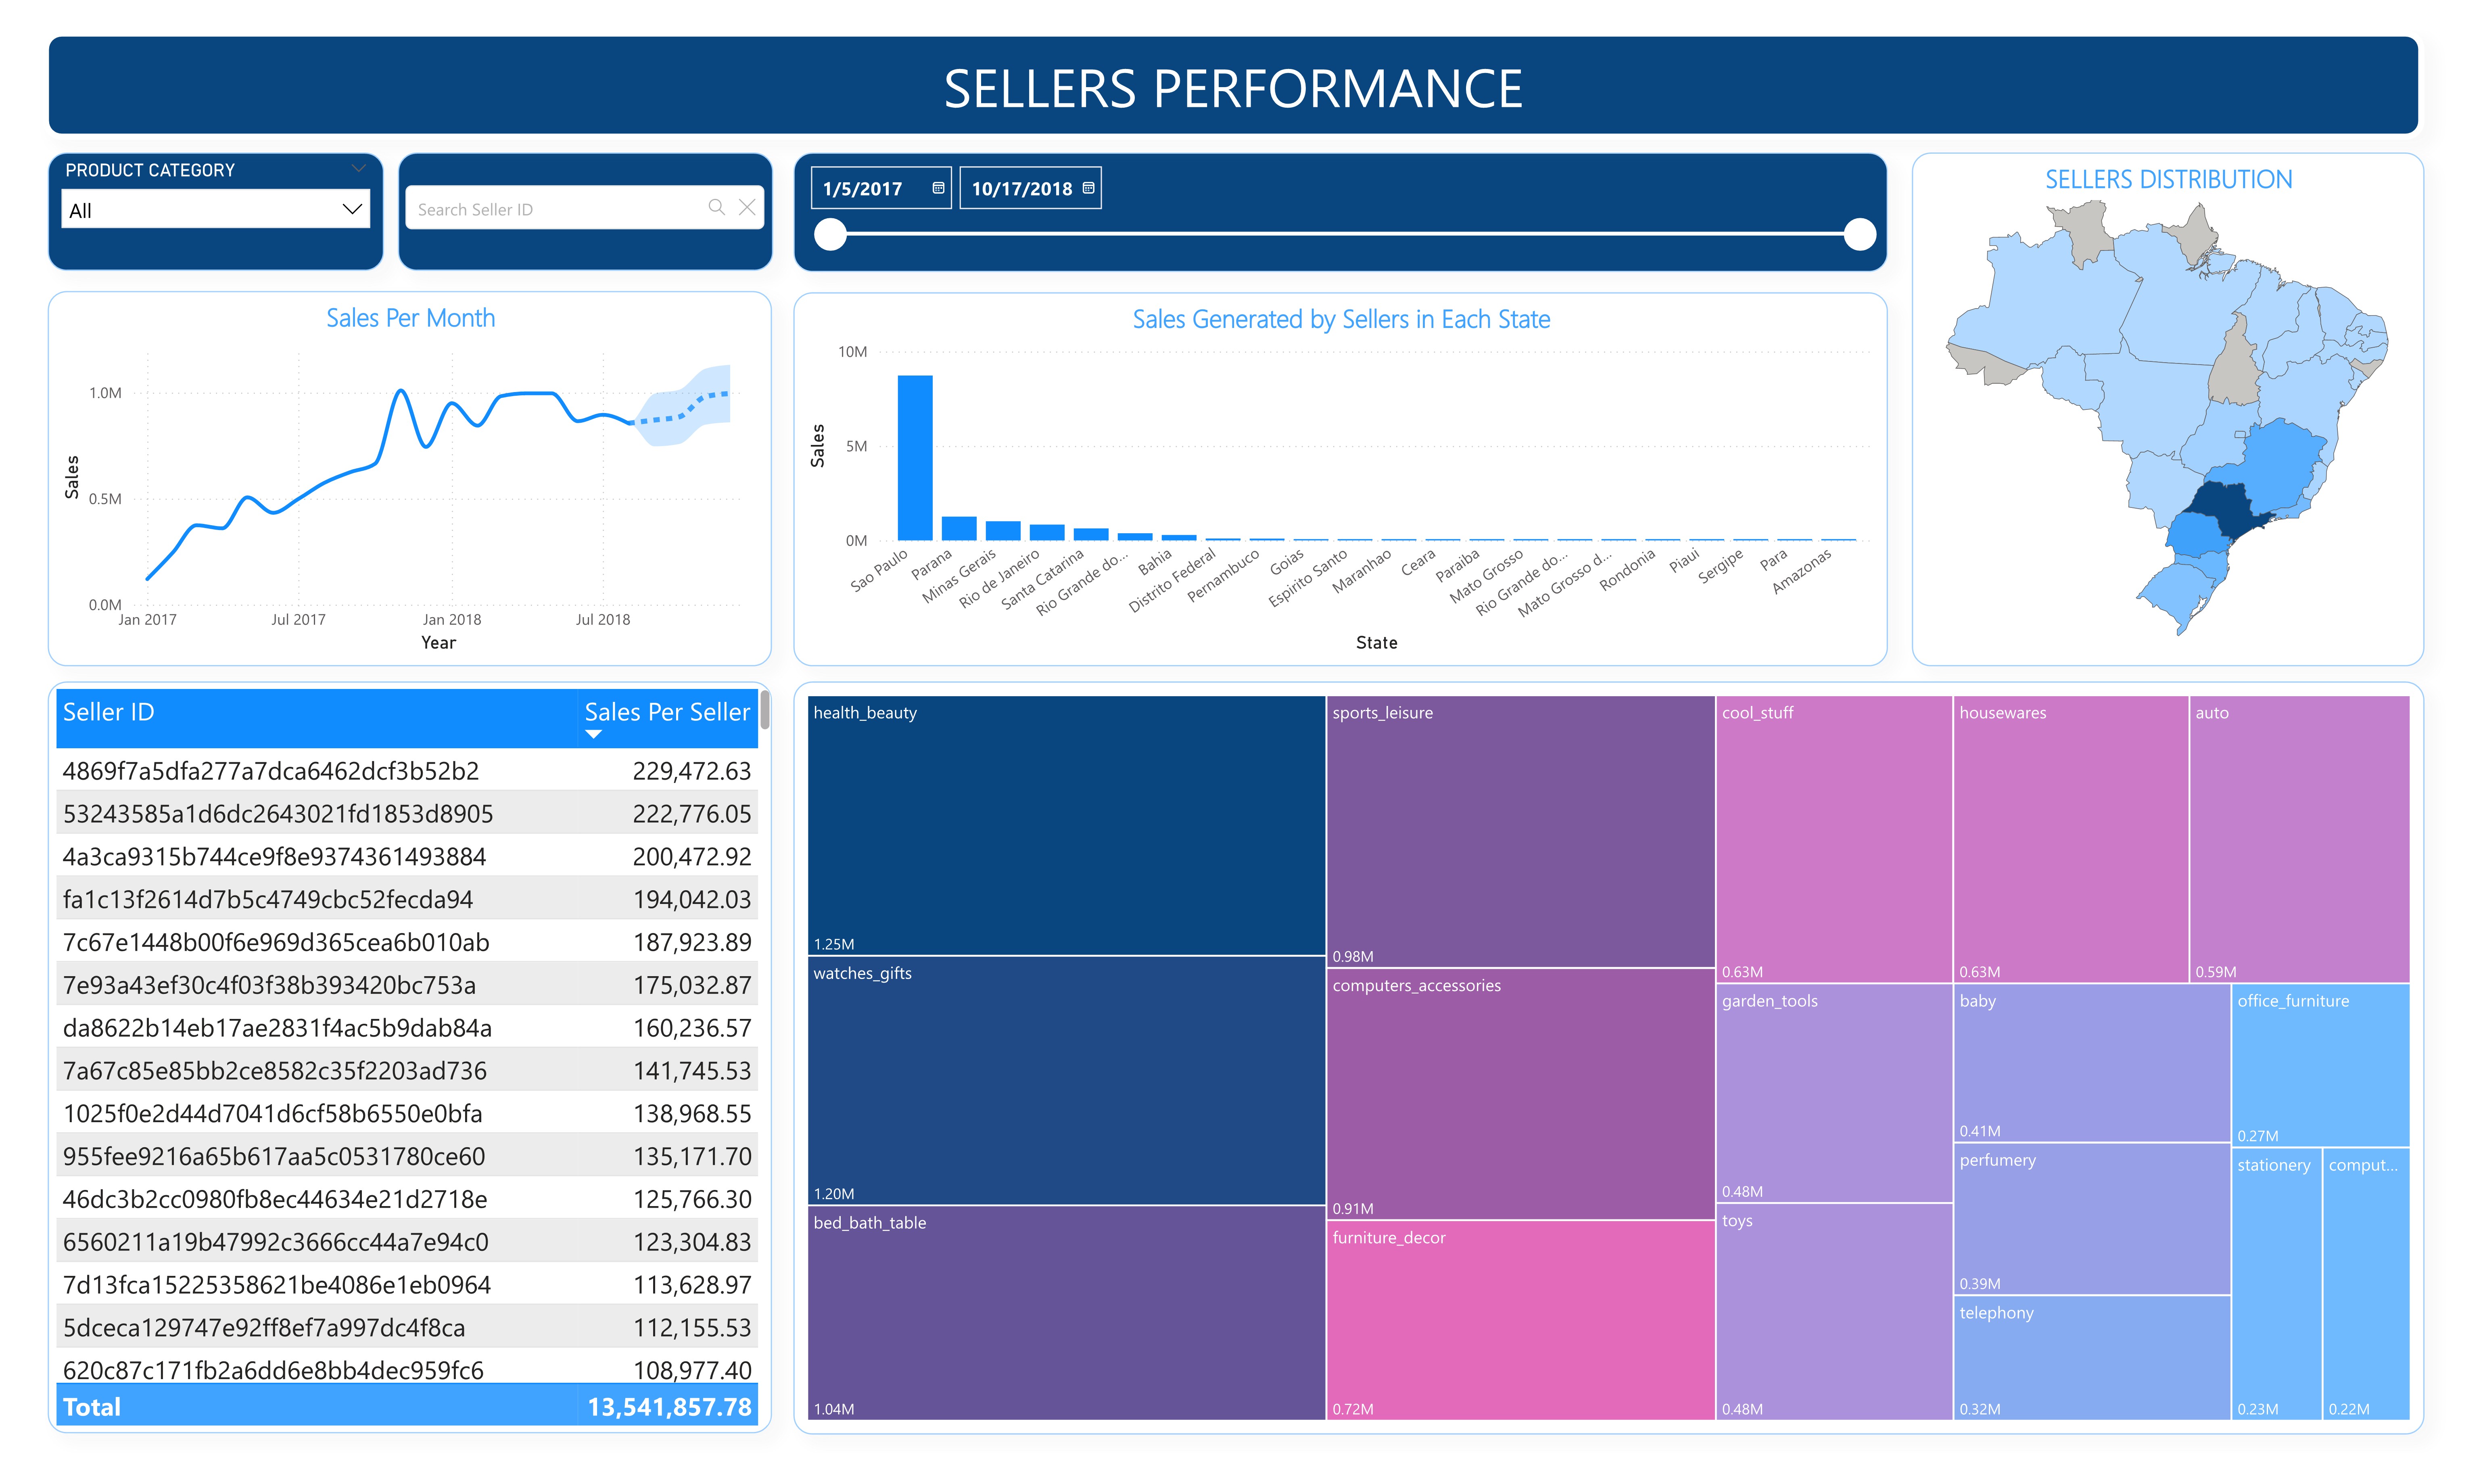 SELLERS PERFORMANCE
PRODUCT CATEGORY
All
Search Seller ID
1/5/2017
10/17/2018
SELLERS DISTRIBUTION
Sales Per Month
Sales
1.0M
0.5M
0.0M
Jan 2017
Jul 2017
Jan 2018
Jul 2018
Year
Sales Generated by Sellers in Each State
Sales
10M
5M
0M
Sao Paulo
Parana
Minas Gerais
Rio de Janeiro
Santa Catarina
Rio Grande do...
Bahia
Distrito Federal
Pernambuco
Goias
Espirito Santo
Maranhao
Ceara
Paraiba
Mato Grosso
Rio Grande do...
Mato Grosso d...
Rondonia
Piaui
Sergipe
Para
Amazonas
State
Seller ID Sales Per Seller
4869f7a5dfa277a7dca6462dcf3b52b2 229,472.63
53243585a1d6dc2643021fd1853d8905 222,776.05
4a3ca9315b744ce9f8e9374361493884 200,472.92
fa1c13f2614d7b5c4749cbc52fecda94 194,042.03
7c67e1448b00f6e969d365cea6b010ab 187,923.89
7e93a43ef30c4f03f38b393420bc753a 175,032.87
da8622b14eb17ae2831f4ac5b9dab84a 160,236.57
7a67c85e85bb2ce8582c35f2203ad736 141,745.53
1025f0e2d44d7041d6cf58b6550e0bfa 138,968.55
955fee9216a65b617aa5c0531780ce60 135,171.70
46dc3b2cc0980fb8ec44634e21d2718e 125,766.30
6560211a19b47992c3666cc44a7e94c0 123,304.83
7d13fca15225358621be4086e1eb0964 113,628.97
5dceca129747e92ff8ef7a997dc4f8ca 112,155.53
620c87c171fb2a6dd6e8bb4dec959fc6 108,977.40
Total 13,541,857.78
health_beauty
1.25M
watches_gifts
1.20M
bed_bath_table
1.04M
sports_leisure
0.98M
computers_accessories
0.91M
furniture_decor
0.72M
cool_stuff
0.63M
housewares
0.63M
auto
0.59M
garden_tools
0.48M
toys
0.48M
baby
0.41M
perfumery
0.39M
telephony
0.32M
office_furniture
0.27M
stationery
0.23M
comput...
0.22M